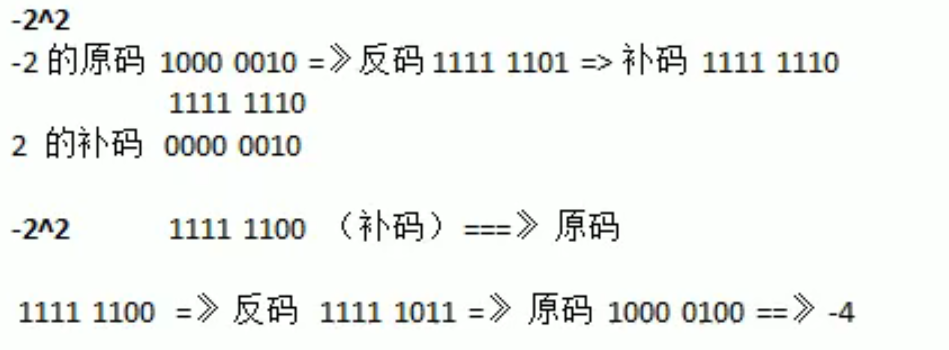 -2^2
-2 的原码 1000 0010 =》反码 1111 1101 => 补码 1111 1110
1111 1110
2 的补码 0000 0010
-2^2 1111 1100 （补码）===》 原码
1111 1100 =》 反码 1111 1011 =》 原码 1000 0100 ==》 -4